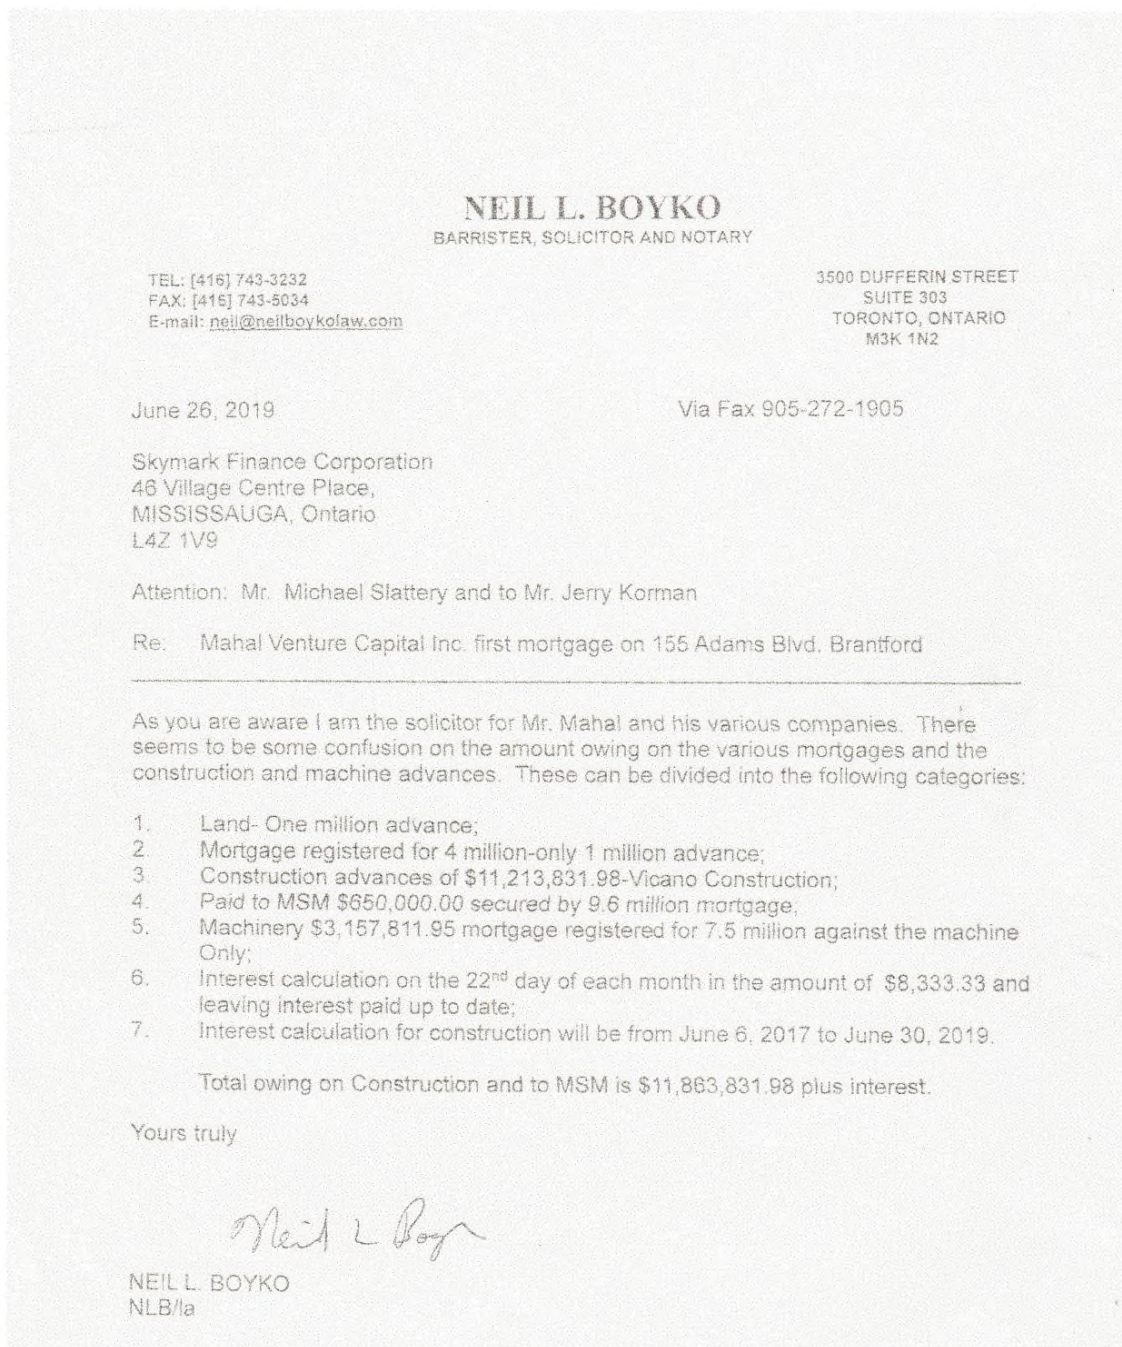 NEIL L. BOYKO
BARRISTER, SOLICITOR AND NOTARY
TEL: [416] 743-3232
FAX: [416] 743-5034
E-mail: neil@neilboykolaw.com
3500 DUFFERIN STREET
SUITE 303
TORONTO, ONTARIO
M3K 1N2
June 26, 2019
Via Fax 905-272-1905
Skymark Finance Corporation
46 Village Centre Place,
MISSISSAUGA, Ontario
L4Z 1V9
Attention: Mr. Michael Slattery and to Mr. Jerry Korman
Re: Mahal Venture Capital Inc. first mortgage on 155 Adams Blvd. Brantford
As you are aware I am the solicitor for Mr. Mahal and his various companies. There
seems to be some confusion on the amount owing on the various mortgages and the
construction and machine advances. These can be divided into the following categories:
1. Land- One million advance;
2. Mortgage registered for 4 million-only 1 million advance;
3. Construction advances of $11,213,831.98-Vicano Construction;
4. Paid to MSM $650,000.00 secured by 9.6 million mortgage;
5. Machinery $3,157,811.95 mortgage registered for 7.5 million against the machine
Only;
6. Interest calculation on the 22nd day of each month in the amount of $8,333.33 and
leaving interest paid up to date;
7. Interest calculation for construction will be from June 6, 2017 to June 30, 2019.
Total owing on Construction and to MSM is $11,863,831.98 plus interest.
Yours truly
Neil L Boyk
NEIL L. BOYKO
NLB/la